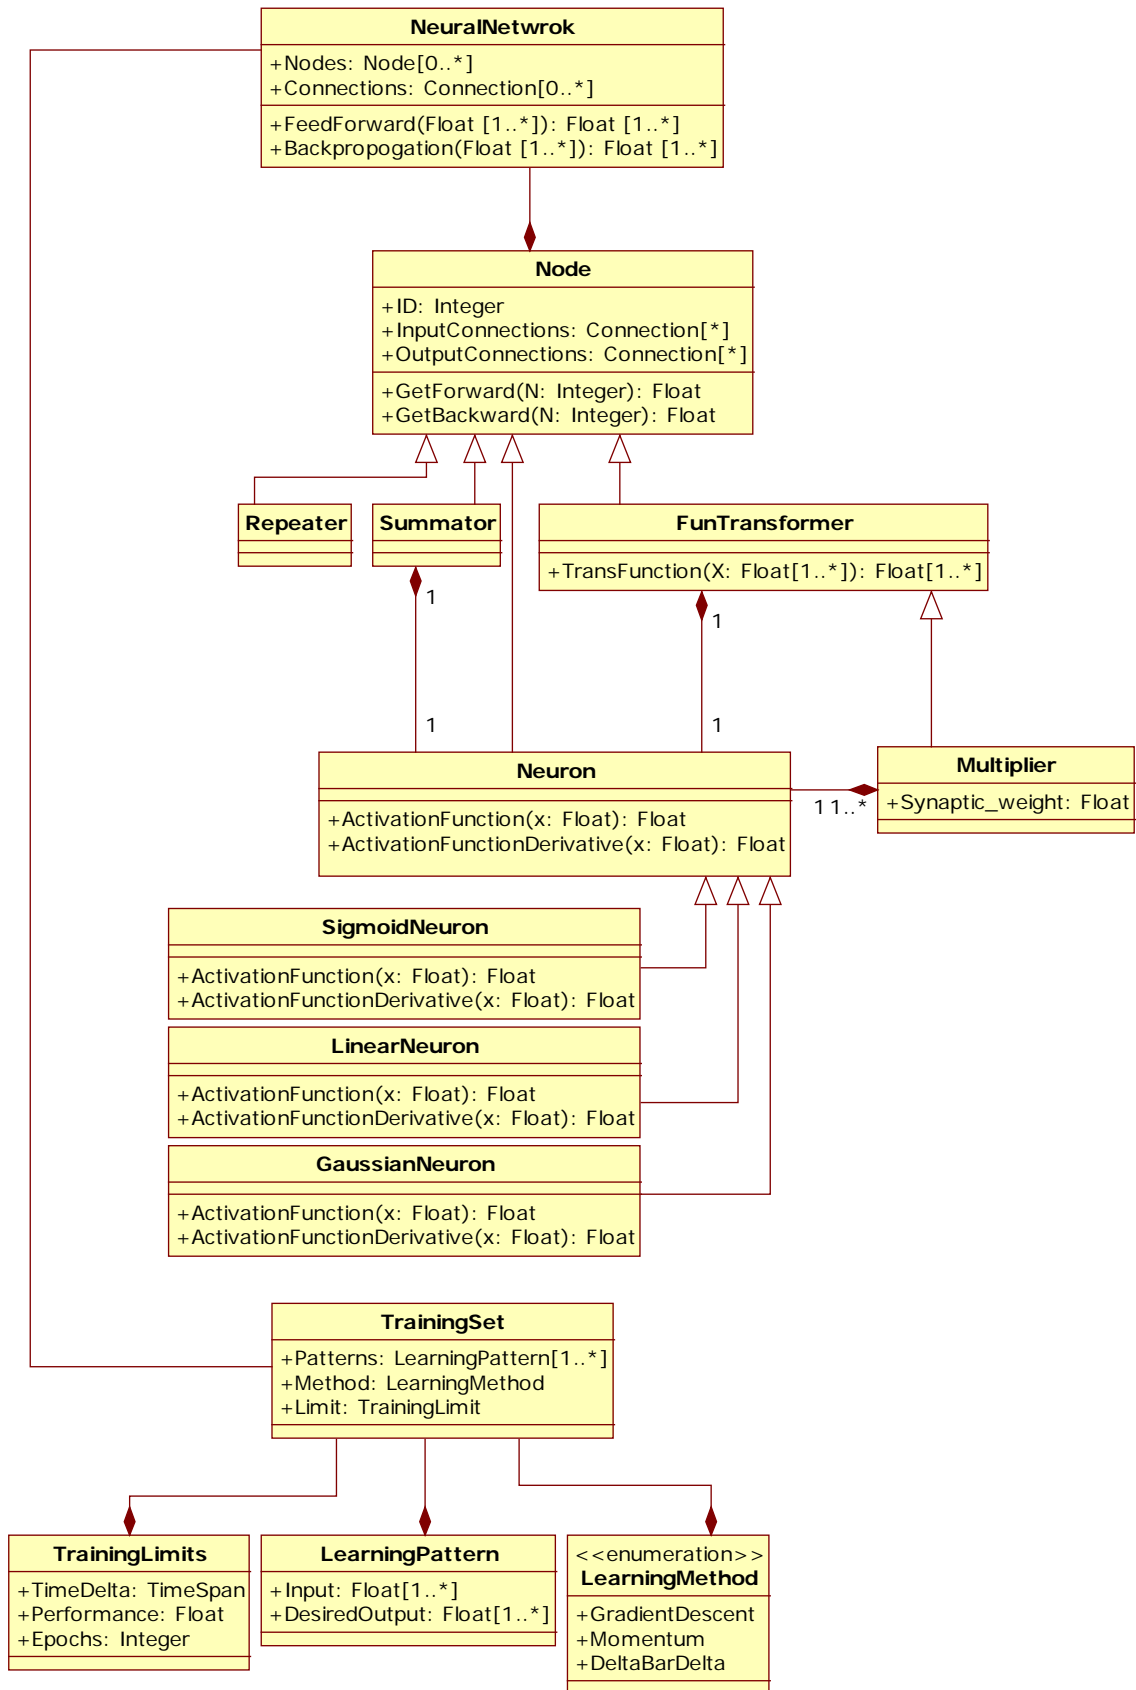 NeuralNetwrok
+Nodes: Node[0..*]
+Connections: Connection[0..*]
+FeedForward(Float [1..*]): Float [1..*]
+Backpropogation(Float [1..*]): Float [1..*]
Node
+ID: Integer
+InputConnections: Connection[*]
+OutputConnections: Connection[*]
+GetForward(N: Integer): Float
+GetBackward(N: Integer): Float
Repeater
Summator
FunTransformer
+TransFunction(X: Float[1..*]): Float[1..*]
1
1
1
1
Neuron
+ActivationFunction(x: Float): Float
+ActivationFunctionDerivative(x: Float): Float
1 1..*
Multiplier
+Synaptic_weight: Float
SigmoidNeuron
+ActivationFunction(x: Float): Float
+ActivationFunctionDerivative(x: Float): Float
LinearNeuron
+ActivationFunction(x: Float): Float
+ActivationFunctionDerivative(x: Float): Float
GaussianNeuron
+ActivationFunction(x: Float): Float
+ActivationFunctionDerivative(x: Float): Float
TrainingSet
+Patterns: LearningPattern[1..*]
+Method: LearningMethod
+Limit: TrainingLimit
TrainingLimits
+TimeDelta: TimeSpan
+Performance: Float
+Epochs: Integer
LearningPattern
+Input: Float[1..*]
+DesiredOutput: Float[1..*]
<<enumeration>>
LearningMethod
+GradientDescent
+Momentum
+DeltaBarDelta